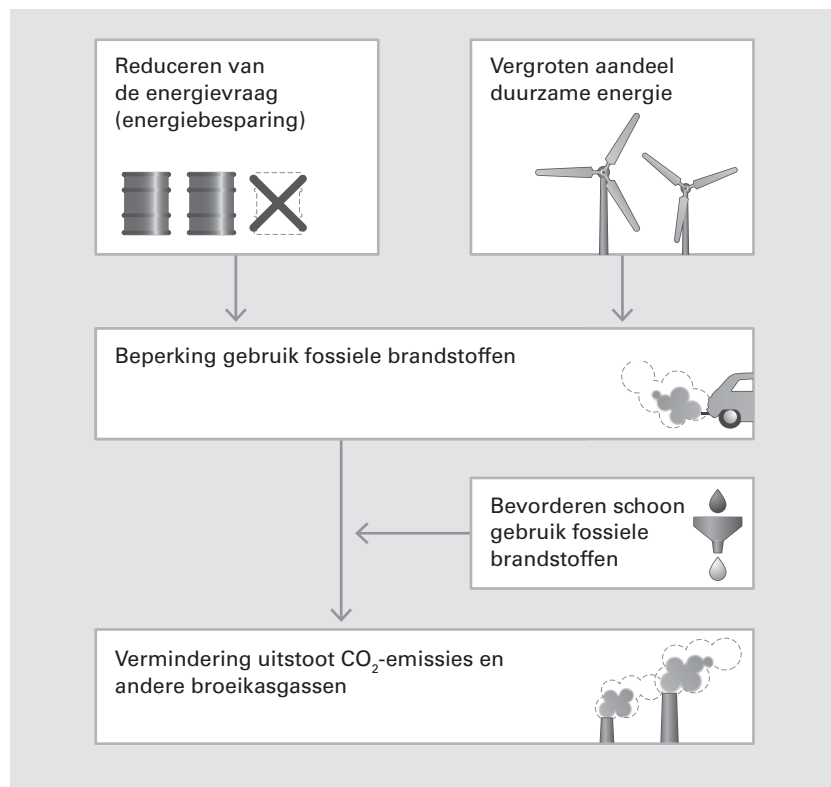 Reduceren van
de energievraag
(energiebesparing)
Vergroten aandeel
duurzame energie
Beperking gebruik fossiele brandstoffen
Bevorderen schoon
gebruik fossiele
brandstoffen
Vermindering uitstoot CO₂-emissies en
andere broeikasgassen